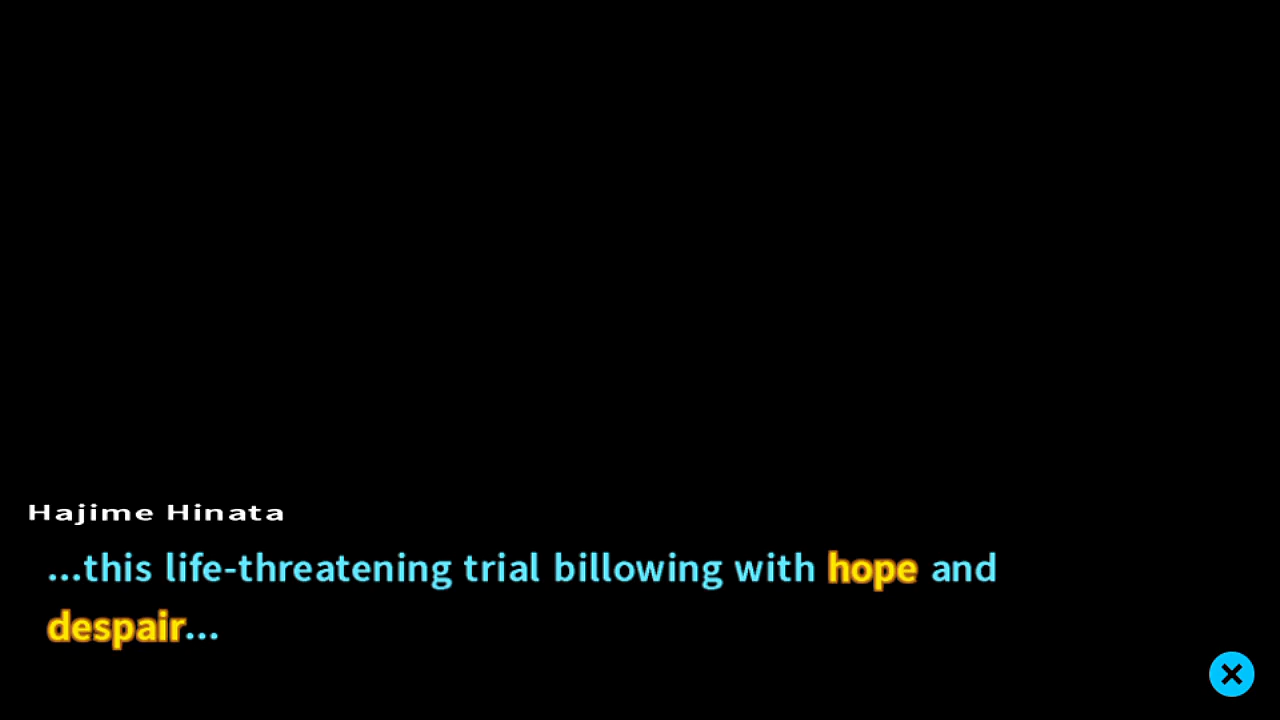 Hajime Hinata
...this life-threatening trial billowing with hope and
despair...